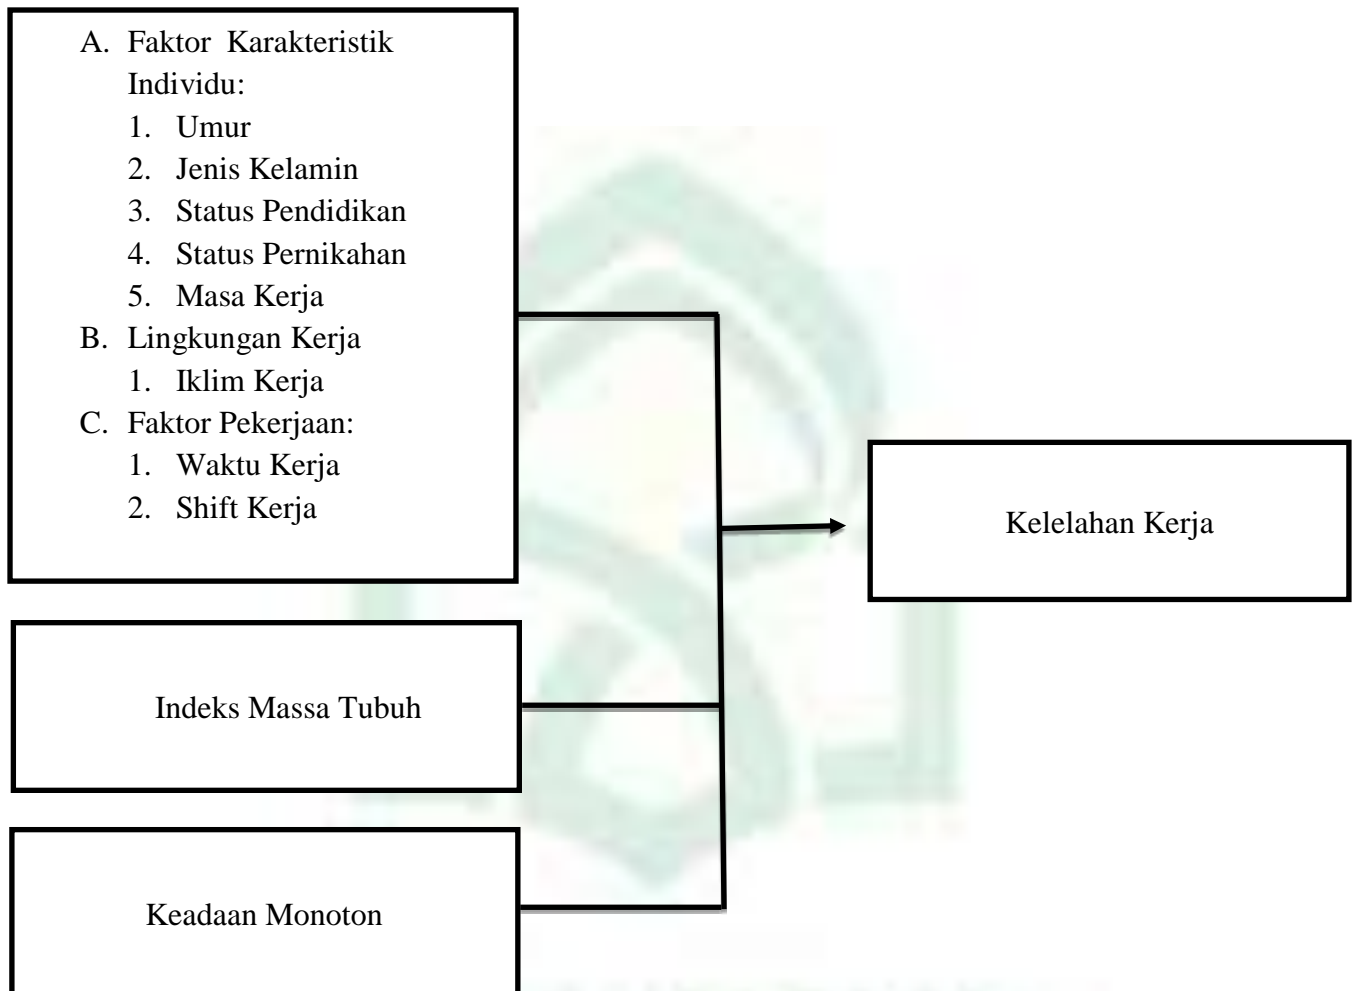 A. Faktor Karakteristik
Individu:
1. Umur
2. Jenis Kelamin
3. Status Pendidikan
4. Status Pernikahan
5. Masa Kerja
B. Lingkungan Kerja
1. Iklim Kerja
C. Faktor Pekerjaan:
1. Waktu Kerja
2. Shift Kerja
Kelelahan Kerja
Indeks Massa Tubuh
Keadaan Monoton